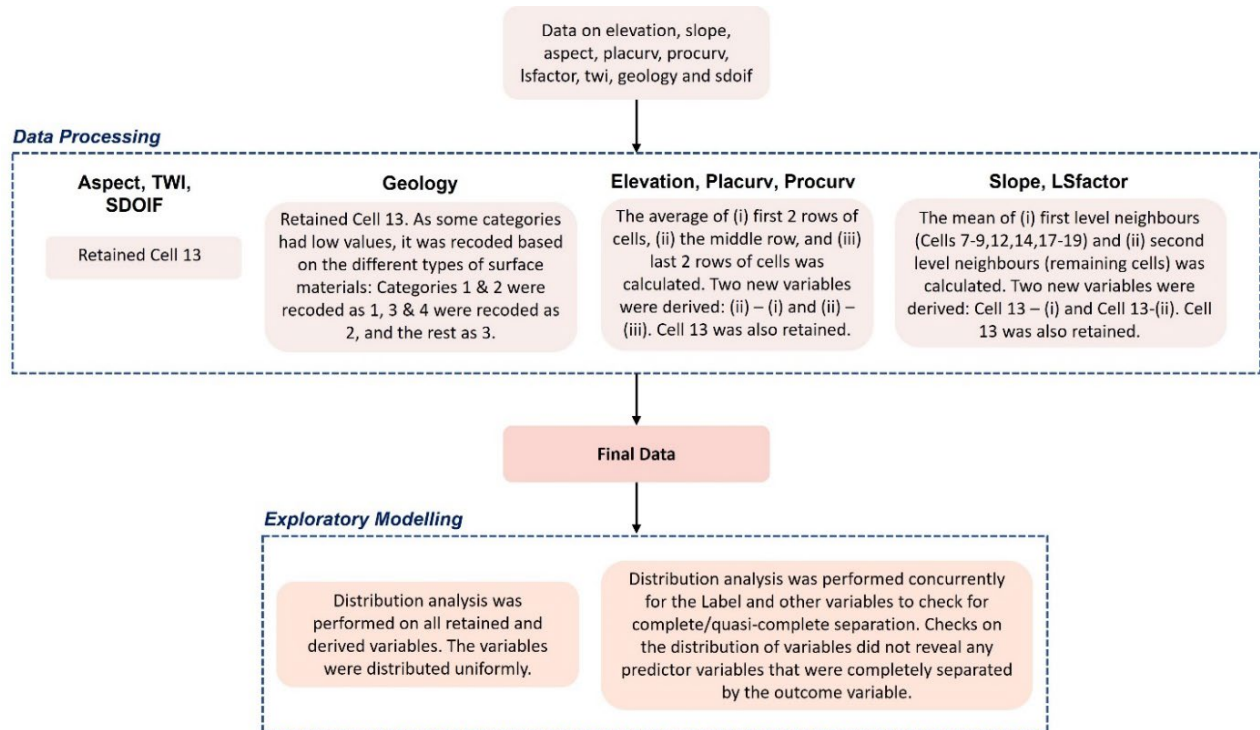 Data on elevation, slope,
aspect, placurv, procurv,
lsfactor, twi, geology and sdoif
Data Processing
Aspect, TWI,
SDOIF
Retained Cell 13
Geology
Retained Cell 13. As some categories
had low values, it was recoded based
on the different types of surface
materials: Categories 1 & 2 were
recoded as 1, 3 & 4 were recoded as
2, and the rest as 3.
Elevation, Placurv, Procurv
The average of (i) first 2 rows of
cells, (ii) the middle row, and (iii)
last 2 rows of cells was
calculated. Two new variables
were derived: (ii) – (i) and (ii) –
(iii). Cell 13 was also retained.
Slope, LSfactor
The mean of (i) first level neighbours
(Cells 7-9,12,14,17-19) and (ii) second
level neighbours (remaining cells) was
calculated. Two new variables were
derived: Cell 13 – (i) and Cell 13-(ii). Cell
13 was also retained.
Final Data
Exploratory Modelling
Distribution analysis was
performed on all retained and
derived variables. The variables
were distributed uniformly.
Distribution analysis was performed concurrently
for the Label and other variables to check for
complete/quasi-complete separation. Checks on
the distribution of variables did not reveal any
predictor variables that were completely separated
by the outcome variable.